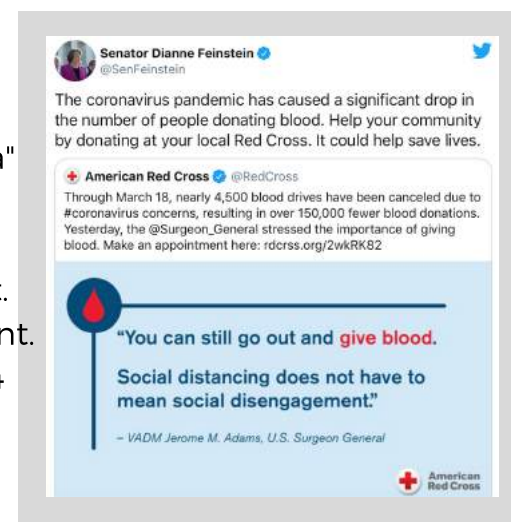 Senator Dianne Feinstein
@SenFeinstein
The coronavirus pandemic has caused a significant drop in
the number of people donating blood. Help your community
by donating at your local Red Cross. It could help save lives.
a"
American Red Cross @RedCross
Through March 18, nearly 4,500 blood drives have been canceled due to
#coronavirus concerns, resulting in over 150,000 fewer blood donations.
Yesterday, the @Surgeon_General stressed the importance of giving
blood. Make an appointment here: rdcrss.org/2wkRK82
nt.
“You can still go out and give blood.
Social distancing does not have to
mean social disengagement.”
– VADM Jerome M. Adams, U.S. Surgeon General
American
Red Cross